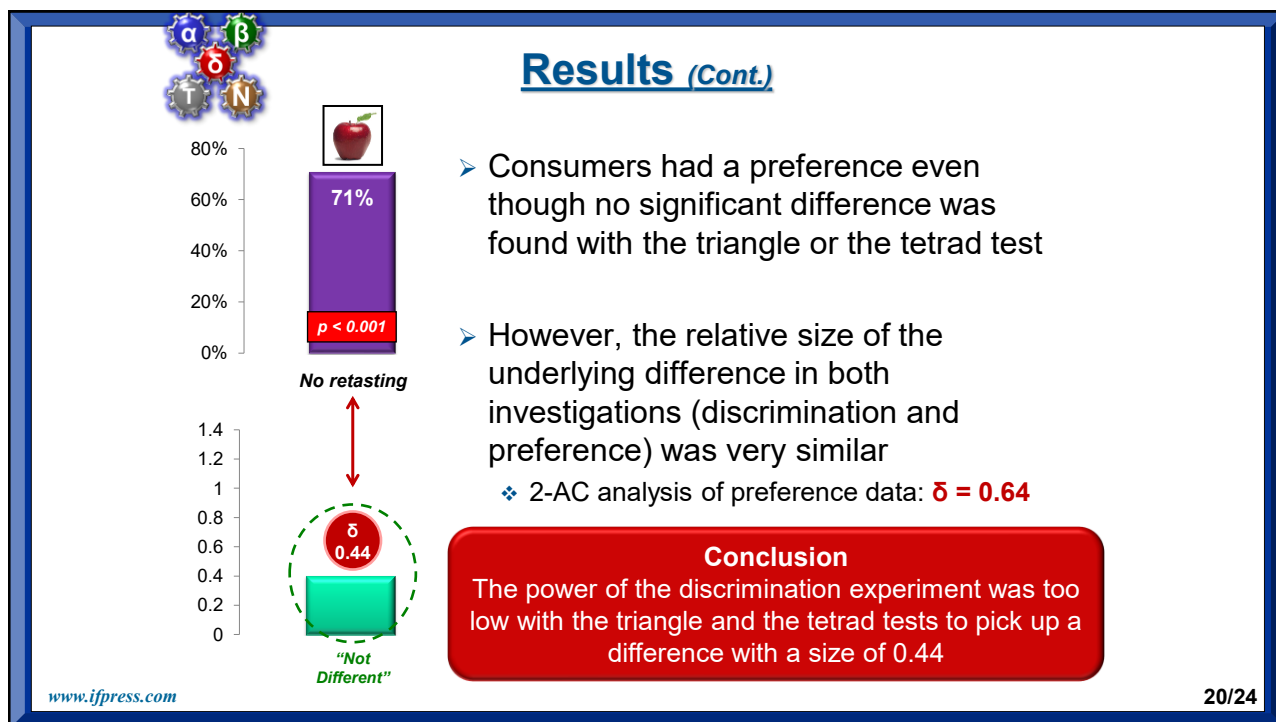 α β
δ
T N
Results (Cont.)
80%
60%
40%
20%
0%
71%
p < 0.001
No retasting
➢ Consumers had a preference even
though no significant difference was
found with the triangle or the tetrad test
➢ However, the relative size of the
underlying difference in both
investigations (discrimination and
preference) was very similar
❖ 2-AC analysis of preference data: δ = 0.64
1.4
1.2
1
0.8
0.6
0.4
0.2
0
δ
0.44
“Not
Different”
Conclusion
The power of the discrimination experiment was too
low with the triangle and the tetrad tests to pick up a
difference with a size of 0.44
www.ifpress.com
20/24